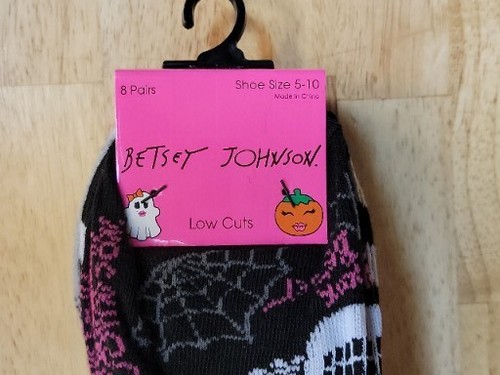 8 Pairs
Shoe Size 5-10
Made in China
BETSEY JOHNSON.
Low Cuts